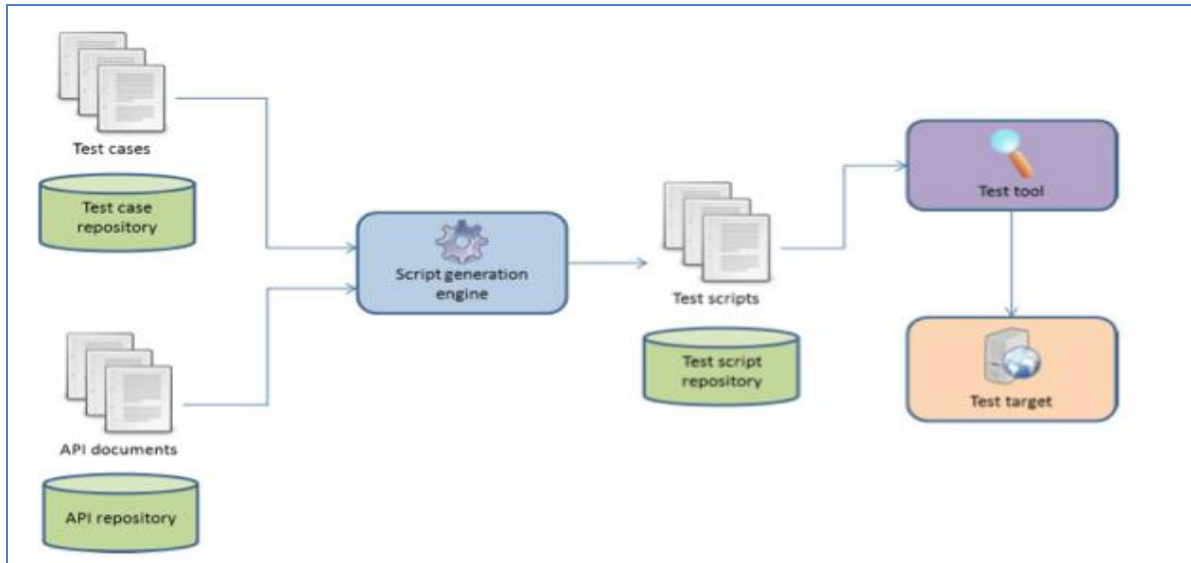 Test cases
Test case
repository
API documents
API repository
Script generation
engine
Test scripts
Test script
repository
Test tool
Test target